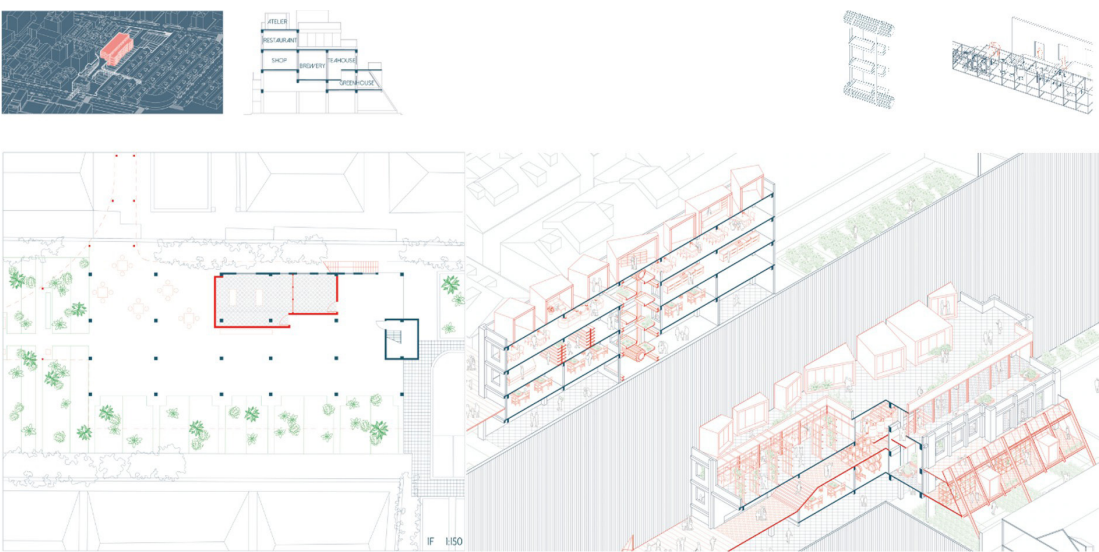 ATELIER
RESTAURANT
SHOP
BREWERY
TEAHOUSE
GREENHOUSE
1F 1:150